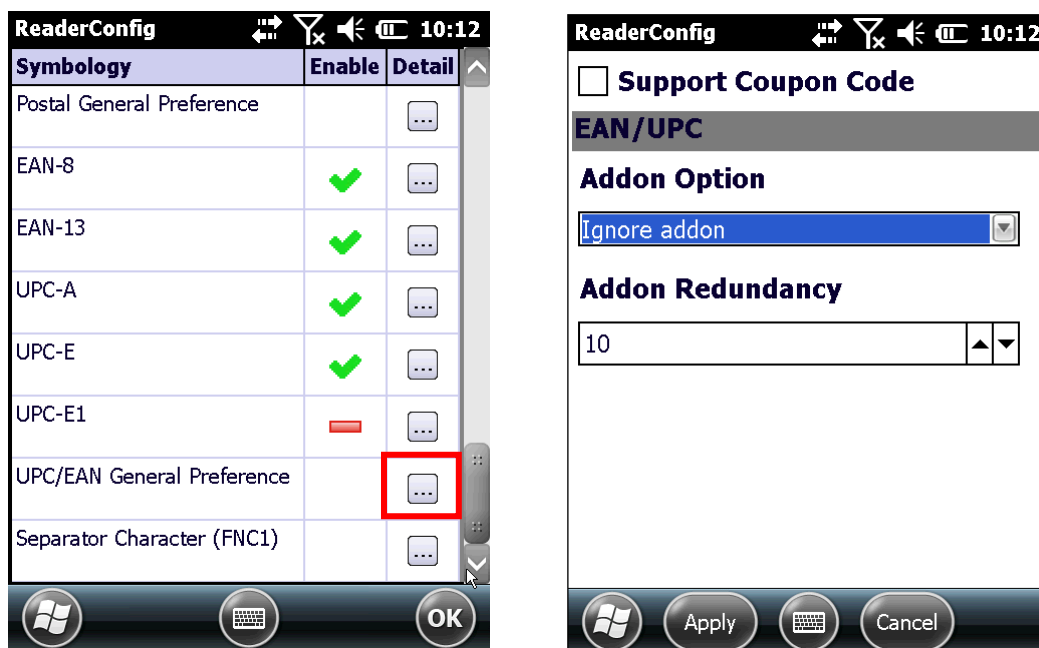 ReaderConfig 10:12
Symbology Enable Detail
Postal General Preference ...
EAN-8 ...
EAN-13 ...
UPC-A ...
UPC-E ...
UPC-E1 ...
UPC/EAN General Preference ...
Separator Character (FNC1) ...
OK
ReaderConfig 10:12
Support Coupon Code
EAN/UPC
Addon Option
Ignore addon
Addon Redundancy
10
Apply Cancel